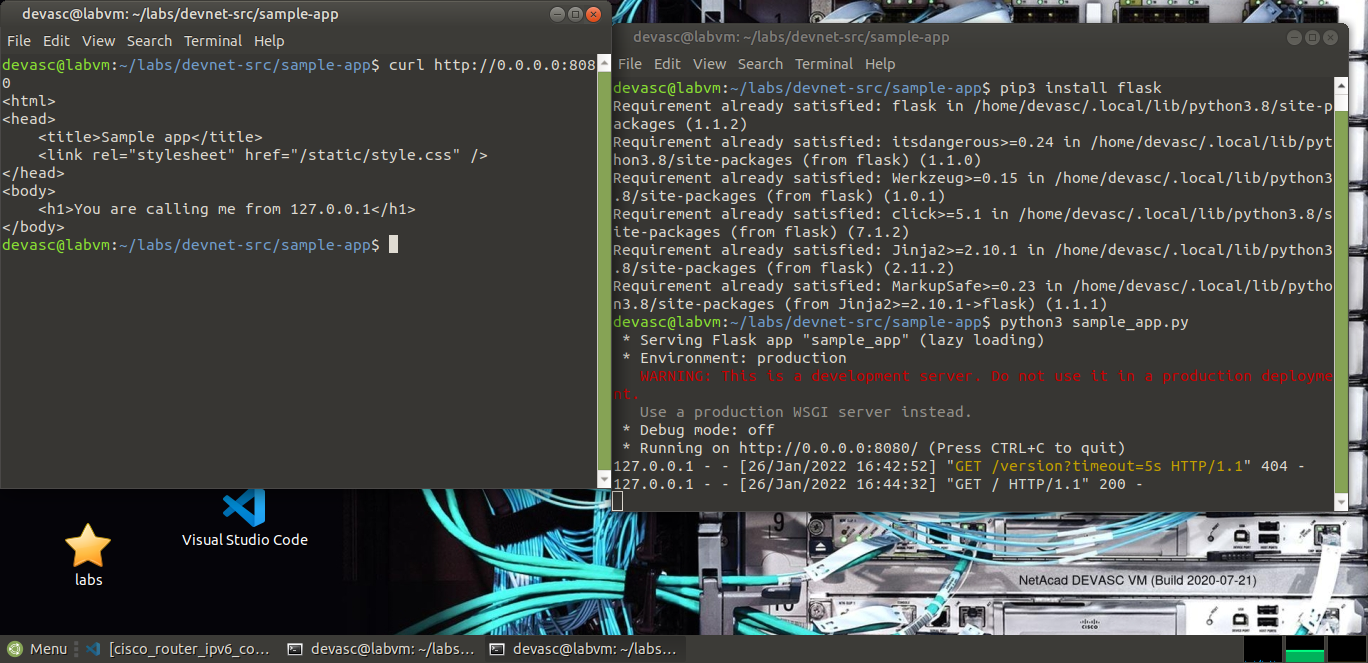 devasc@labvm: ~/labs/devnet-src/sample-app
File Edit View Search Terminal Help
devasc@labvm:~/labs/devnet-src/sample-app$ curl http://0.0.0.0:808
0
<html>
<head>
    <title>Sample app</title>
    <link rel="stylesheet" href="/static/style.css" />
</head>
<body>
    <h1>You are calling me from 127.0.0.1</h1>
</body>
devasc@labvm:~/labs/devnet-src/sample-app$
devasc@labvm: ~/labs/devnet-src/sample-app
File Edit View Search Terminal Help
devasc@labvm:~/labs/devnet-src/sample-app$ pip3 install flask
Requirement already satisfied: flask in /home/devasc/.local/lib/python3.8/site-p
ackages (1.1.2)
Requirement already satisfied: itsdangerous>=0.24 in /home/devasc/.local/lib/pyt
hon3.8/site-packages (from flask) (1.1.0)
Requirement already satisfied: Werkzeug>=0.15 in /home/devasc/.local/lib/python3
.8/site-packages (from flask) (1.0.1)
Requirement already satisfied: click>=5.1 in /home/devasc/.local/lib/python3.8/s
ite-packages (from flask) (7.1.2)
Requirement already satisfied: Jinja2>=2.10.1 in /home/devasc/.local/lib/python3
.8/site-packages (from flask) (2.11.2)
Requirement already satisfied: MarkupSafe>=0.23 in /home/devasc/.local/lib/pytho
n3.8/site-packages (from Jinja2>=2.10.1->flask) (1.1.1)
devasc@labvm:~/labs/devnet-src/sample-app$ python3 sample_app.py
 * Serving Flask app "sample_app" (lazy loading)
 * Environment: production
   WARNING: This is a development server. Do not use it in a production deployme
nt.
   Use a production WSGI server instead.
 * Debug mode: off
 * Running on http://0.0.0.0:8080/ (Press CTRL+C to quit)
127.0.0.1 - - [26/Jan/2022 16:42:52] "GET /version?timeout=5s HTTP/1.1" 404 -
127.0.0.1 - - [26/Jan/2022 16:44:32] "GET / HTTP/1.1" 200 -
labs
Visual Studio Code
9
NetAcad DEVASC VM (Build 2020-07-21)
CISCO
Menu
[cisco_router_ipv6_co...
devasc@labvm: ~/labs...
devasc@labvm: ~/labs...